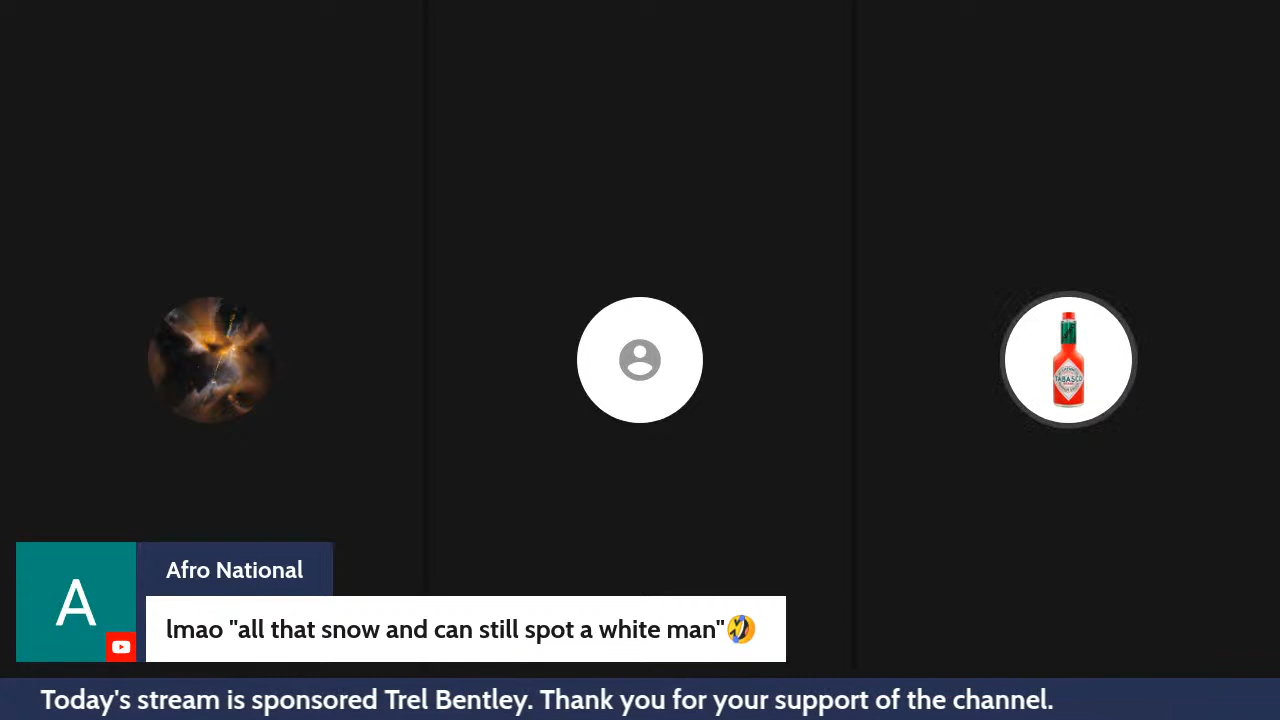 TABASCO
A
Afro National
lmao "all that snow and can still spot a white man"🤣
Today's stream is sponsored Trel Bentley. Thank you for your support of the channel.